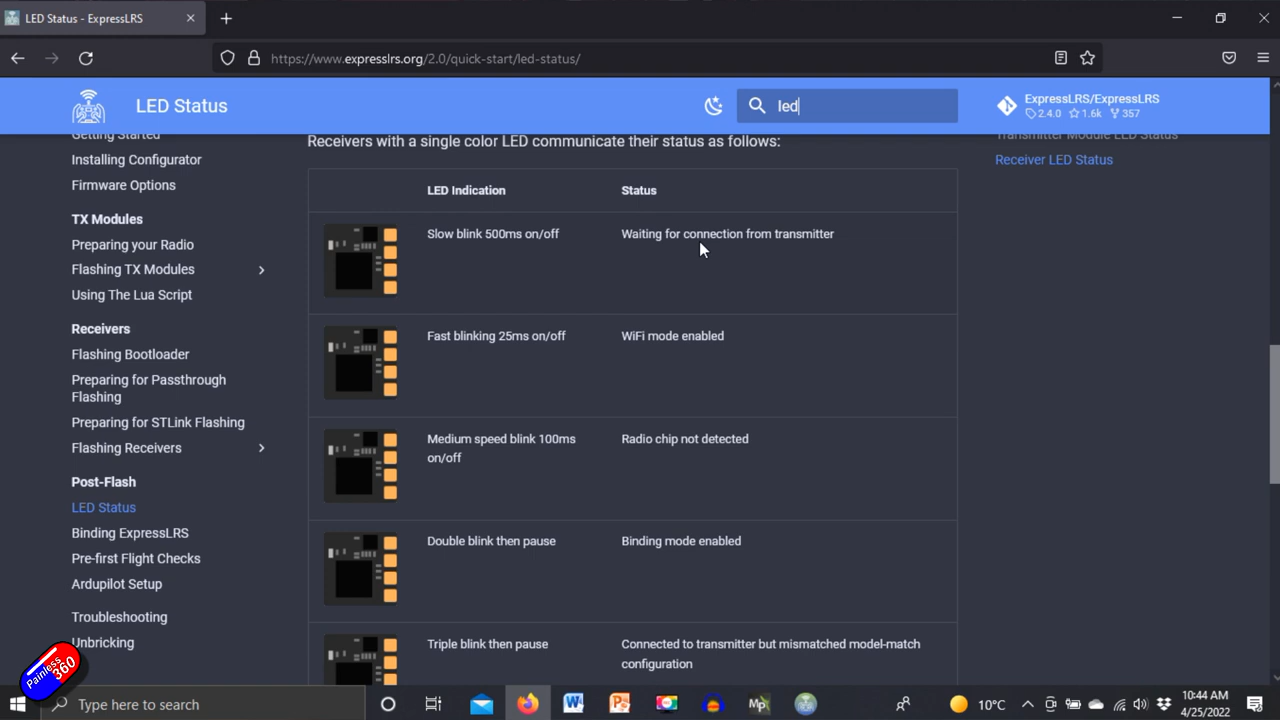 LED Status - ExpressLRS
https://www.expresslrs.org/2.0/quick-start/led-status/
LED Status
led
ExpressLRS/ExpressLRS
2.4.0 1.6k 357
Getting Started
Installing Configurator
Firmware Options
TX Modules
Preparing your Radio
Flashing TX Modules
Using The Lua Script
Receivers
Flashing Bootloader
Preparing for Passthrough
Flashing
Preparing for STLink Flashing
Flashing Receivers
Post-Flash
LED Status
Binding ExpressLRS
Pre-first Flight Checks
Ardupilot Setup
Troubleshooting
Unbricking
Receivers with a single color LED communicate their status as follows:
LED Indication Status
Slow blink 500ms on/off Waiting for connection from transmitter
Fast blinking 25ms on/off WiFi mode enabled
Medium speed blink 100ms Radio chip not detected
on/off
Double blink then pause Binding mode enabled
Triple blink then pause Connected to transmitter but mismatched model-match
configuration
Transmitter Module LED Status
Receiver LED Status
Painless
360
Type here to search
Mp
10°C
10:44 AM
4/25/2022